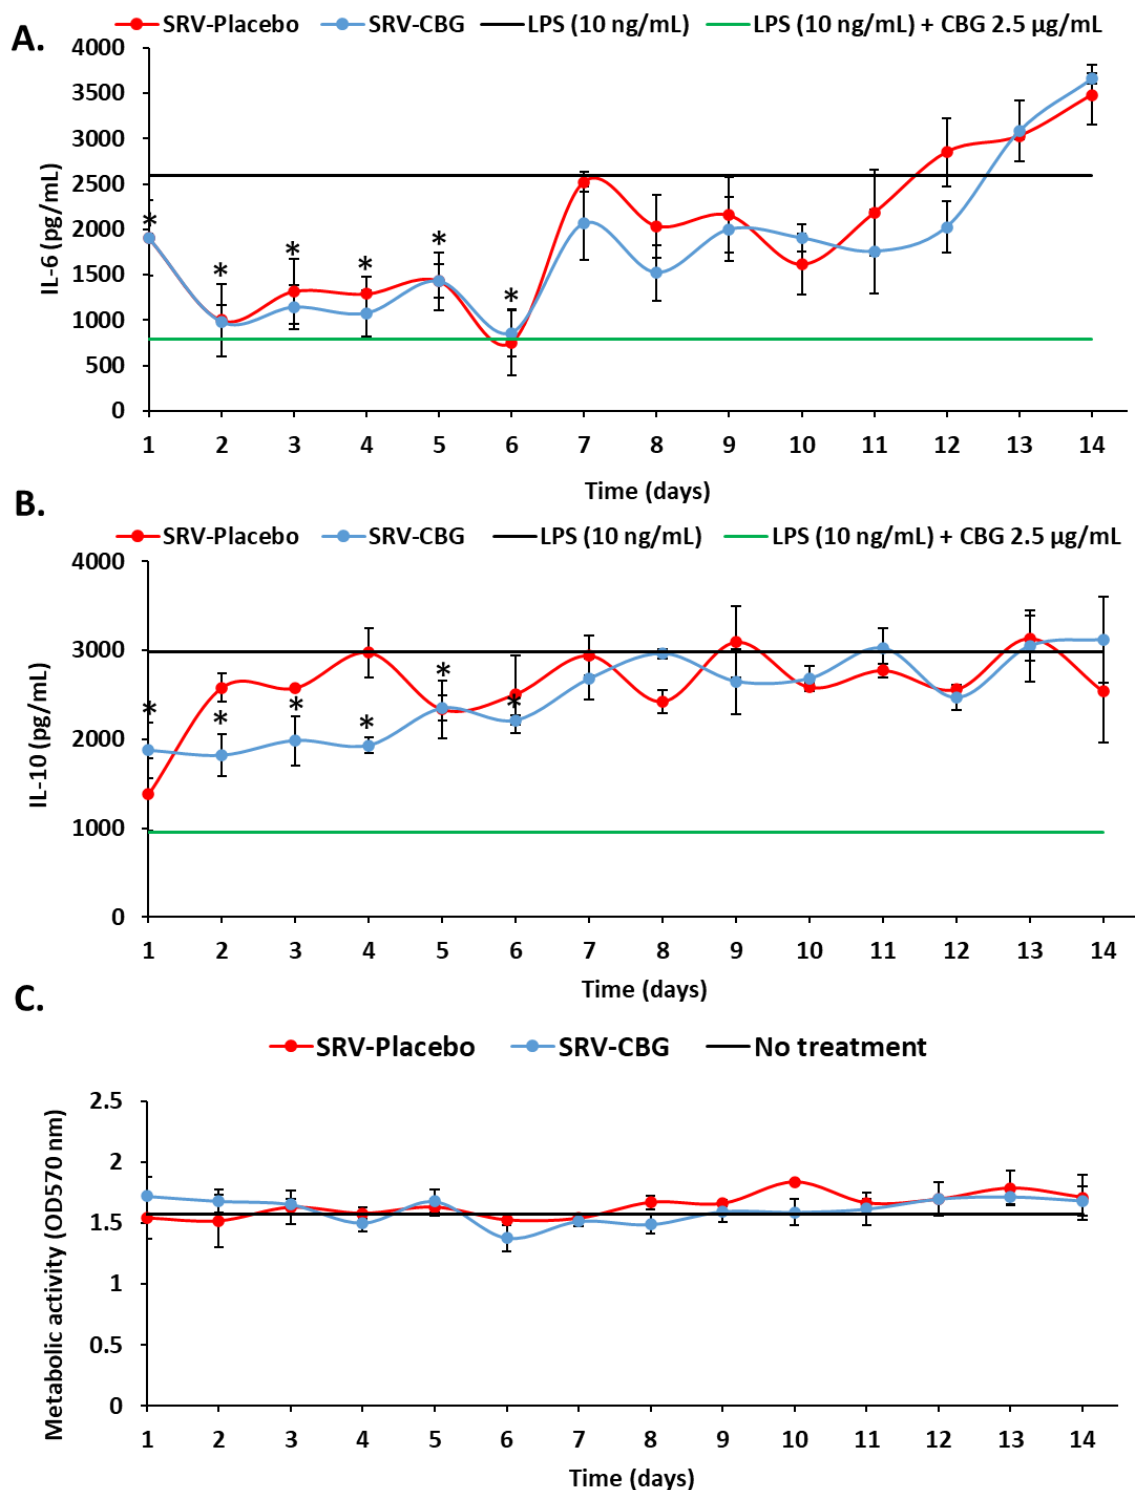 A.
SRV-Placebo SRV-CBG LPS (10 ng/mL) LPS (10 ng/mL) + CBG 2.5 µg/mL
4000
3500
3000
2500
2000
1500
1000
500
0
IL-6 (pg/mL)
* * * * * *
1 2 3 4 5 6 7 8 9 10 11 12 13 14
Time (days)
B.
SRV-Placebo SRV-CBG LPS (10 ng/mL) LPS (10 ng/mL) + CBG 2.5 µg/mL
4000
3000
2000
1000
0
IL-10 (pg/mL)
* * * * * *
1 2 3 4 5 6 7 8 9 10 11 12 13 14
Time (days)
C.
SRV-Placebo SRV-CBG No treatment
2.5
2
1.5
1
0.5
0
Metabolic activity (OD570 nm)
1 2 3 4 5 6 7 8 9 10 11 12 13 14
Time (days)